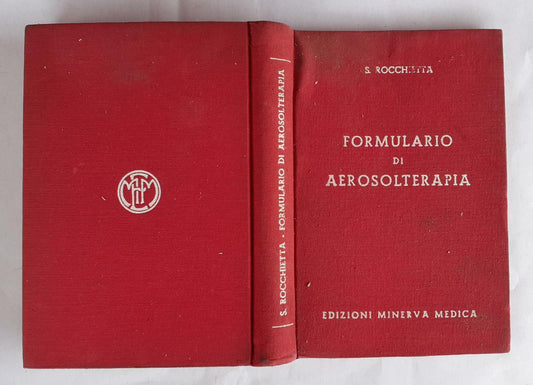 S. ROCCHIETTA
FORMULARIO
DI
AEROSOLTERAPIA
EDIZIONI MINERVA MEDICA
S. ROCCHIETTA - FORMULARIO DI AEROSOLTERAPIA